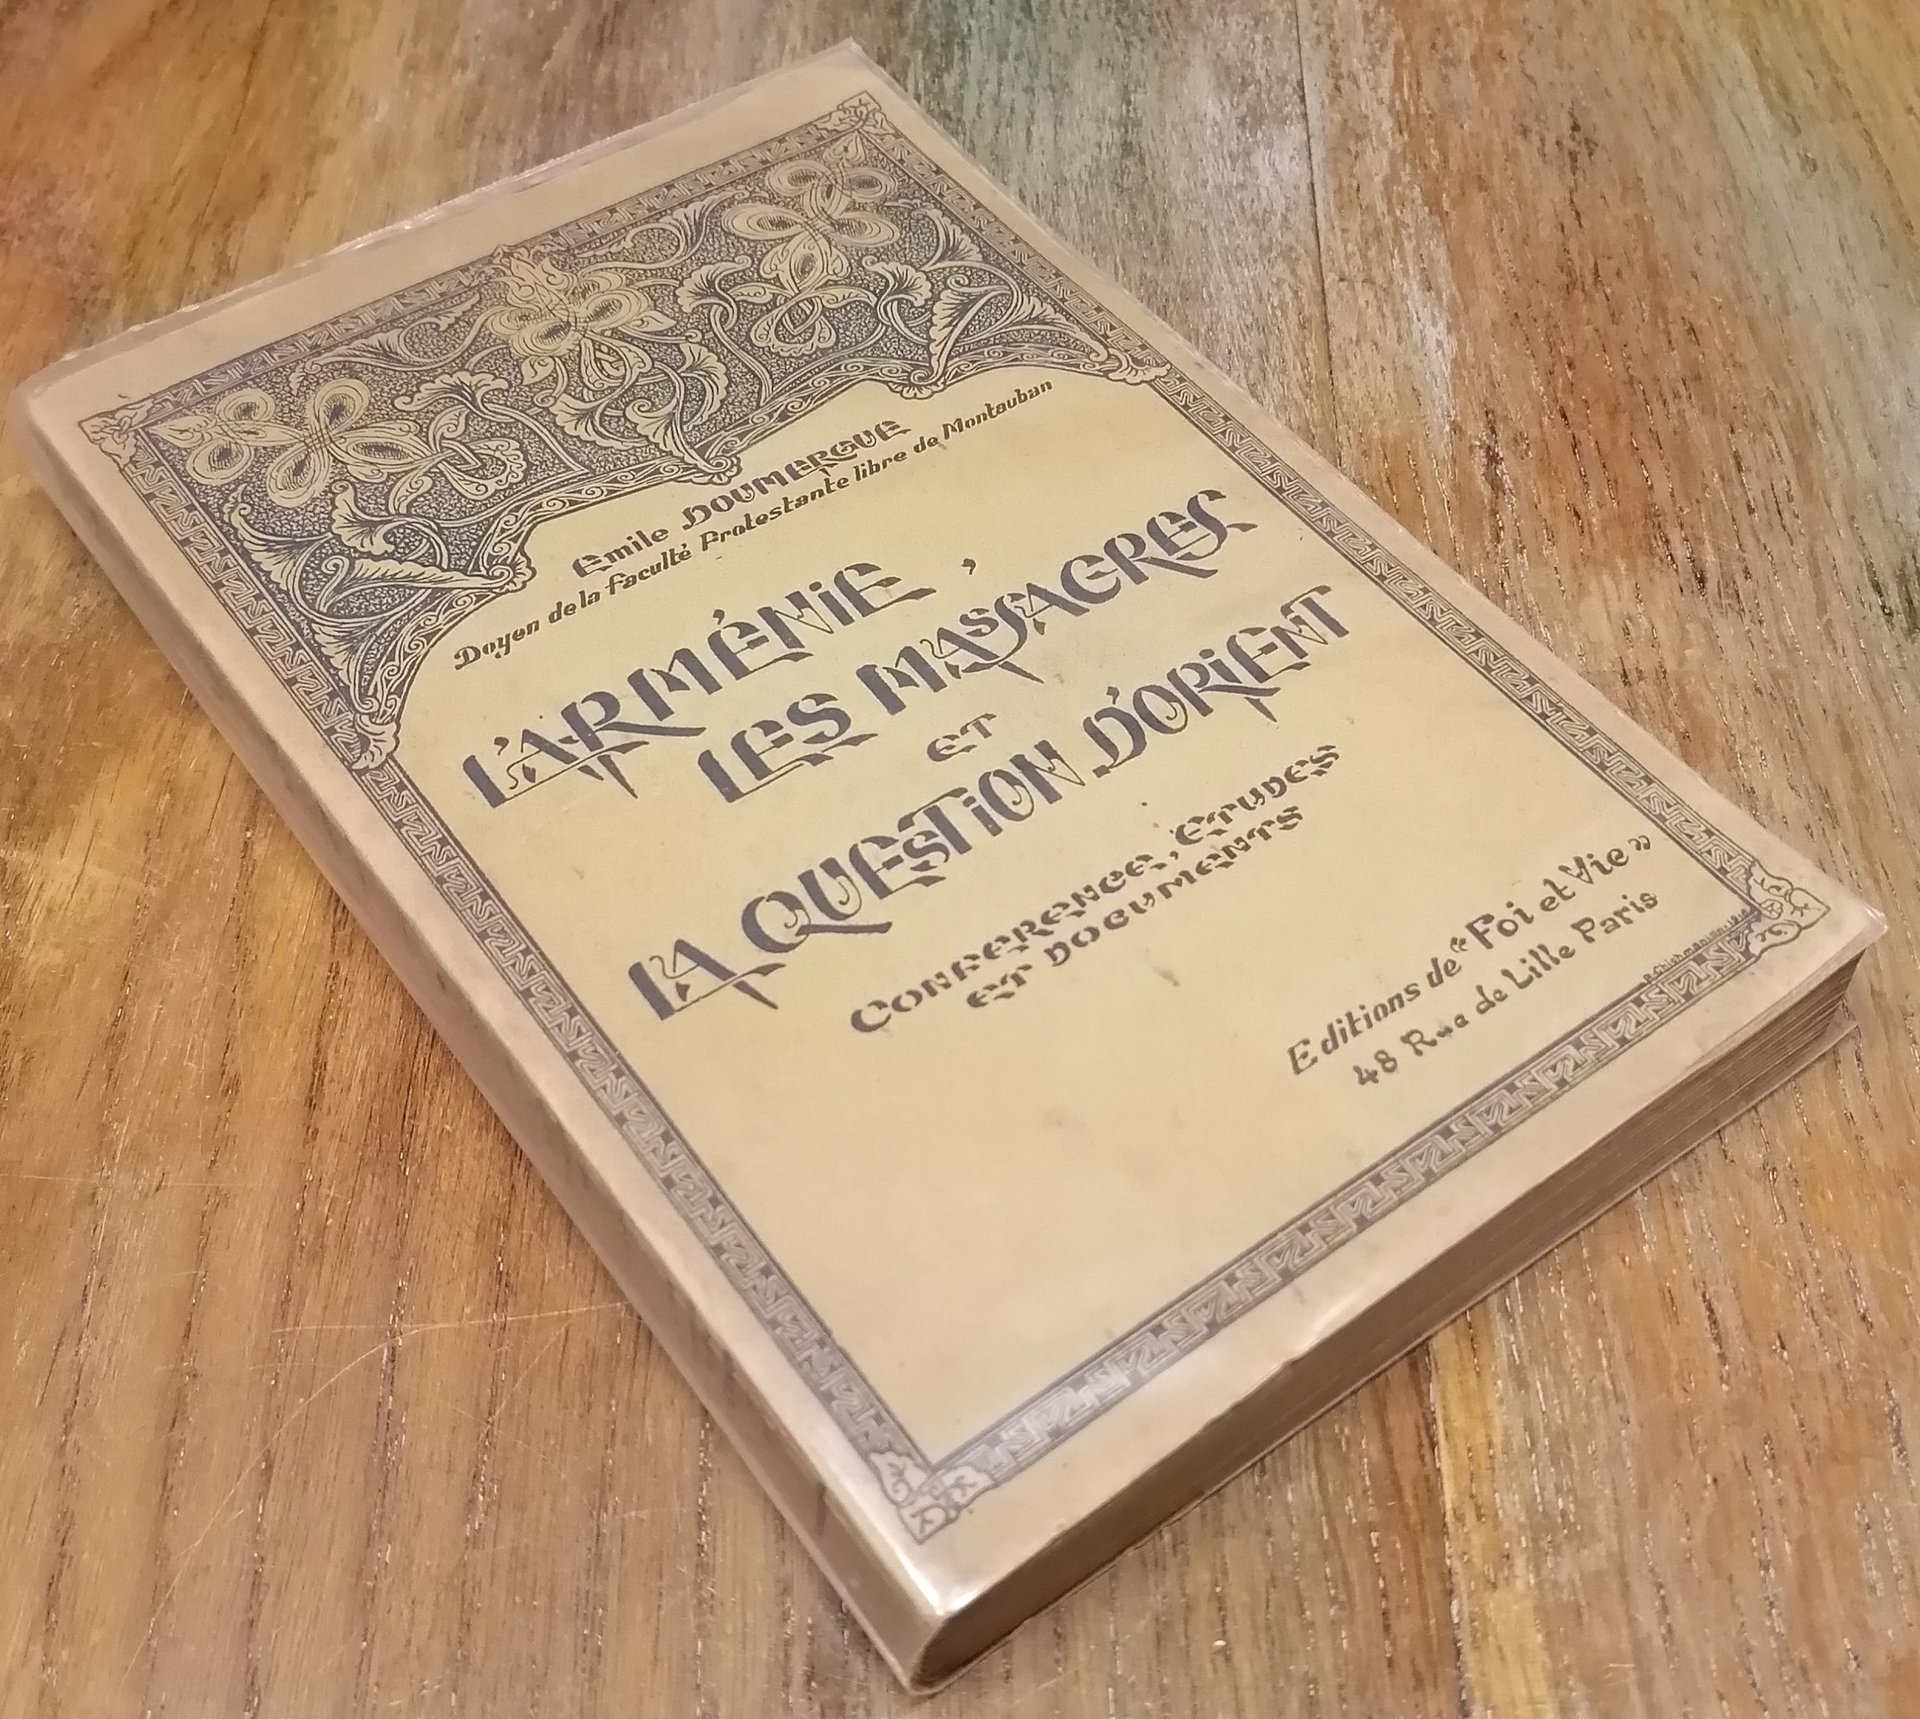 Emile DOUMERGUE
Doyen de la faculté Protestante libre de Montauban
L'ARMÉNIE,
LES MASSACRES
ET
LA QUESTION D'ORIENT
CONFERENCE, ETUDES
ET DOCUMENTS
Editions de "Foi et Vie"
48 Rue de Lille Paris